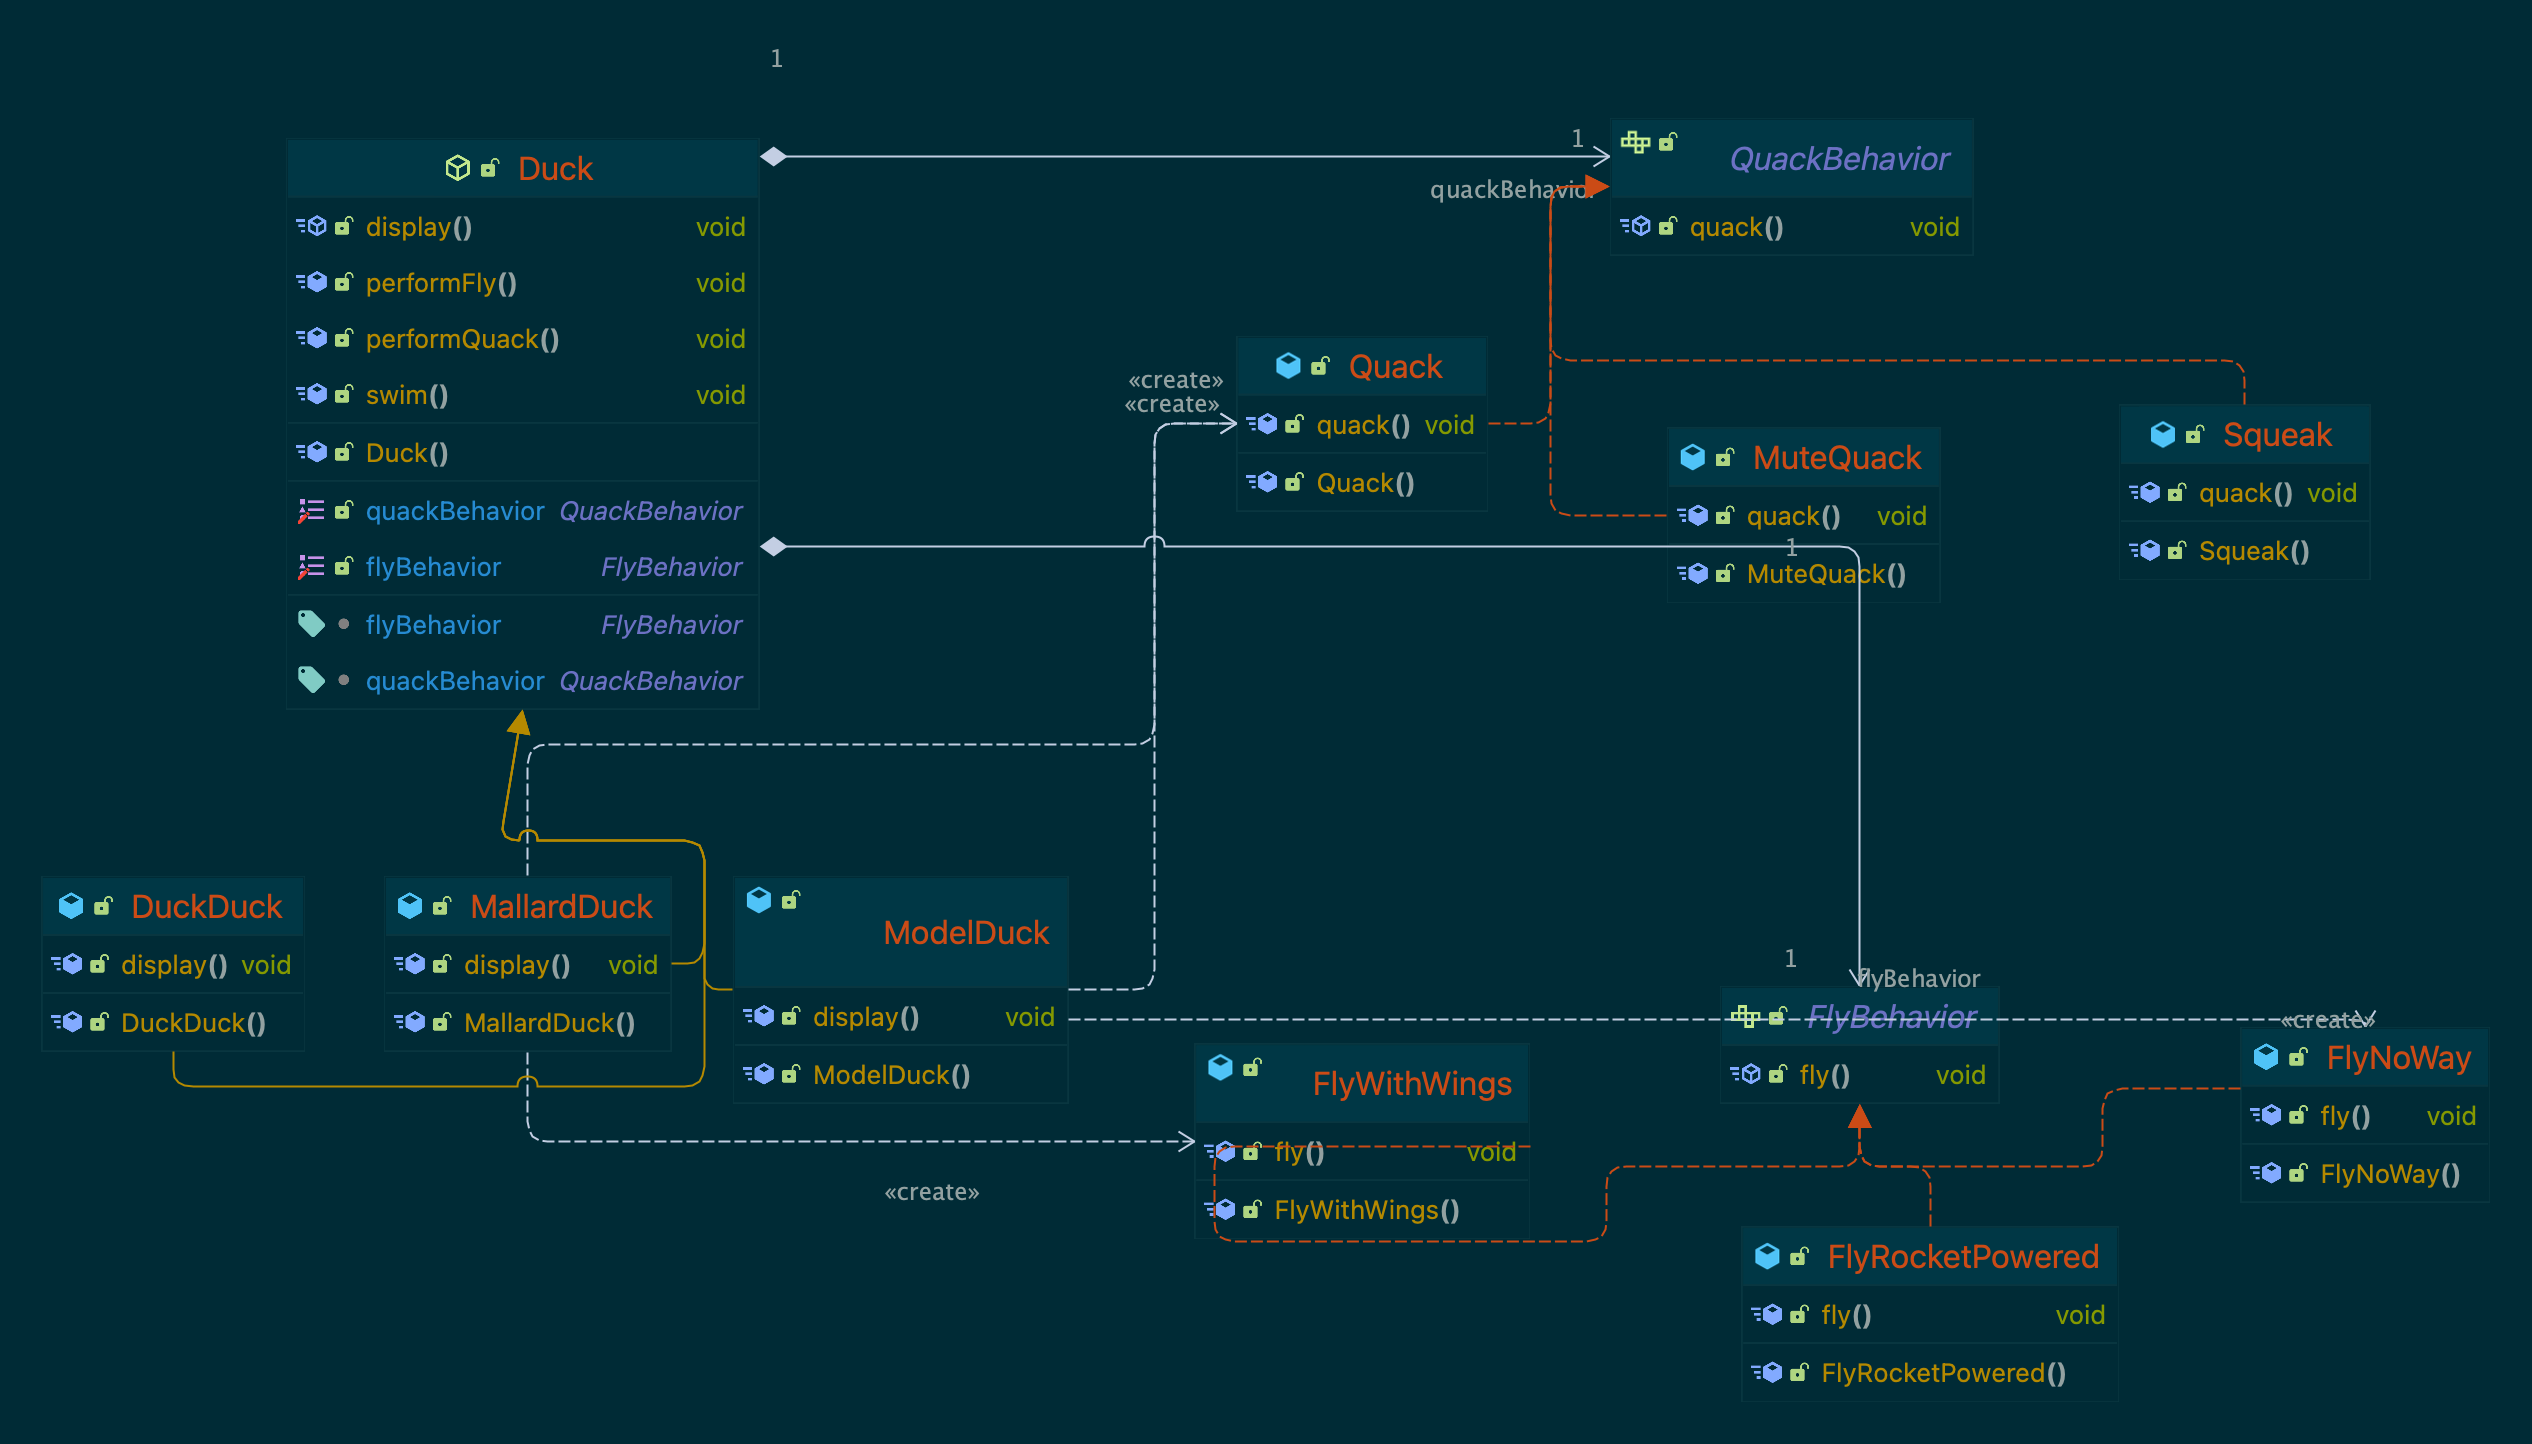 1
Duck
display() void
performFly() void
performQuack() void
swim() void
Duck()
quackBehavior QuackBehavior
flyBehavior FlyBehavior
flyBehavior FlyBehavior
quackBehavior QuackBehavior
1
quackBehavior
QuackBehavior
quack() void
«create»
«create»
Quack
quack() void
Quack()
MuteQuack
quack() void
1
MuteQuack()
Squeak
quack() void
Squeak()
DuckDuck
display() void
DuckDuck()
MallardDuck
display() void
MallardDuck()
ModelDuck
display() void
ModelDuck()
«create»
FlyWithWings
fly() void
FlyWithWings()
1
flyBehavior
FlyBehavior
fly() void
«create»
FlyNoWay
fly() void
FlyNoWay()
FlyRocketPowered
fly() void
FlyRocketPowered()